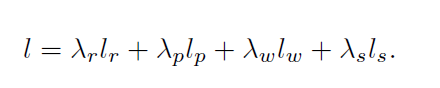 l = λ_r l_r + λ_p l_p + λ_w l_w + λ_s l_s.